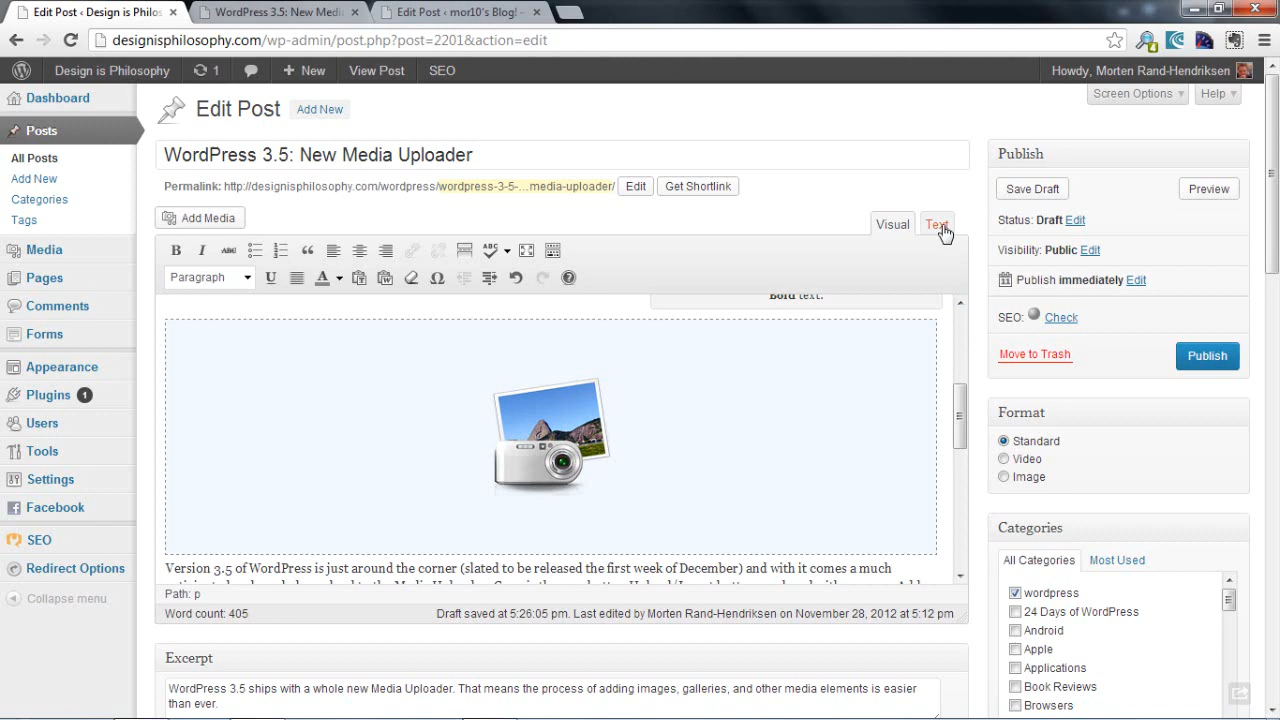 Edit Post ‹ Design is Philos
WordPress 3.5: New Medi
Edit Post ‹ mor10's Blog! –
designisphilosophy.com/wp-admin/post.php?post=2201&action=edit
Design is Philosophy 1 New View Post SEO Howdy, Morten Rand-Hendriksen
Screen Options Help
Dashboard
Posts
All Posts
Add New
Categories
Tags
Media
Pages
Comments
Forms
Appearance
Plugins 1
Users
Tools
Settings
Facebook
SEO
Redirect Options
Collapse menu
Edit Post Add New
WordPress 3.5: New Media Uploader
Permalink: http://designisphilosophy.com/wordpress/wordpress-3-5-...media-uploader/ Edit Get Shortlink
Add Media
Visual Text
B I ABC ABC
Paragraph U A Ω
Bold text.
Version 3.5 of WordPress is just around the corner (slated to be released the first week of December) and with it comes a much
Path: p
Word count: 405 Draft saved at 5:26:05 pm. Last edited by Morten Rand-Hendriksen on November 28, 2012 at 5:12 pm
Excerpt
WordPress 3.5 ships with a whole new Media Uploader. That means the process of adding images, galleries, and other media elements is easier
than ever.
Publish
Save Draft Preview
Status: Draft Edit
Visibility: Public Edit
Publish immediately Edit
SEO: Check
Move to Trash Publish
Format
Standard
Video
Image
Categories
All Categories Most Used
wordpress
24 Days of WordPress
Android
Apple
Applications
Book Reviews
Browsers